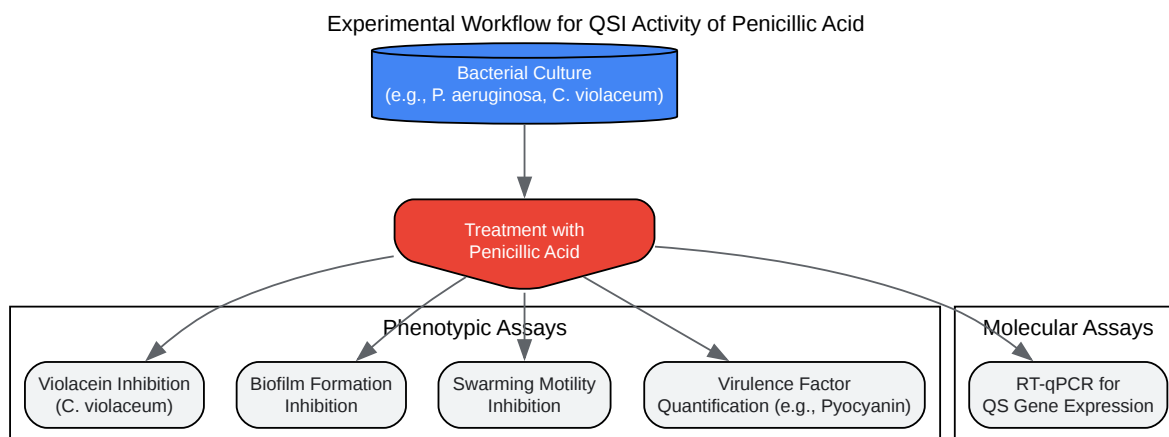 Experimental Workflow for QSI Activity of Penicillic Acid
Bacterial Culture
(e.g., P. aeruginosa, C. violaceum)
Treatment with
Penicillic Acid
Phenotypic Assays
Molecular Assays
Violacein Inhibition
(C. violaceum)
Biofilm Formation
Inhibition
Swarming Motility
Inhibition
Virulence Factor
Quantification (e.g., Pyocyanin)
RT-qPCR for
QS Gene Expression